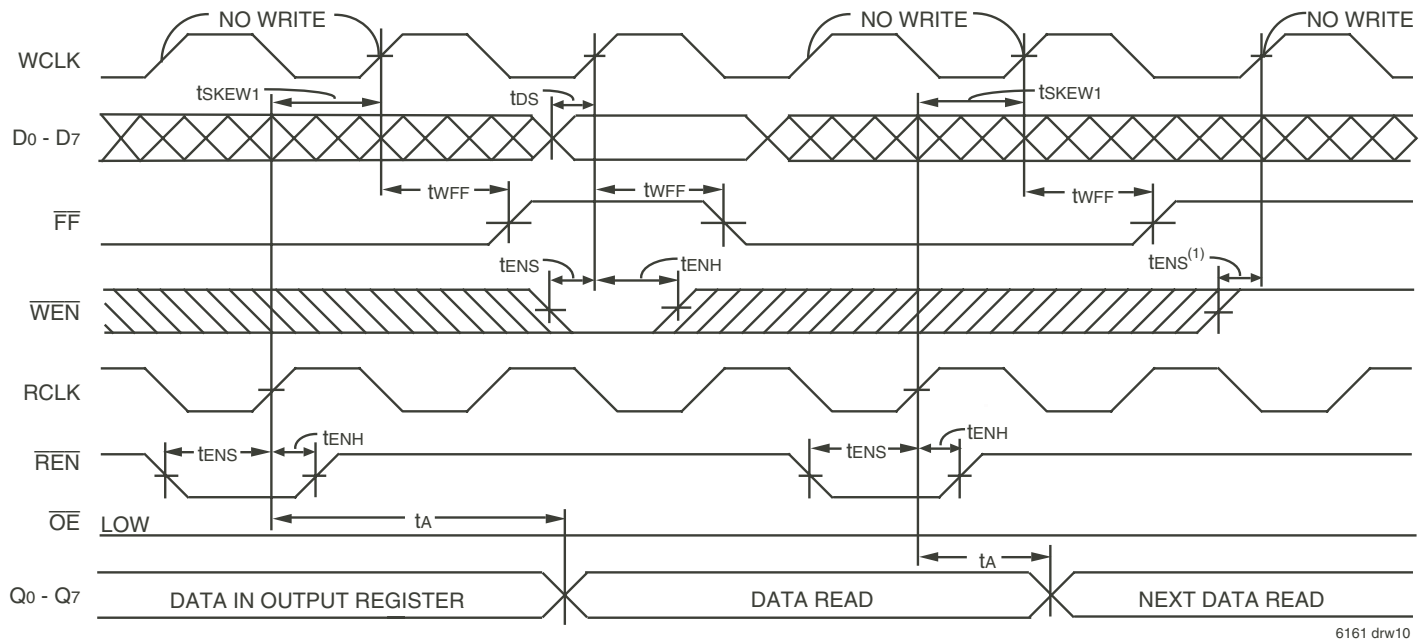 NO WRITE NO WRITE NO WRITE
WCLK
tSKEW1 tDS tSKEW1
D0 - D7
tWFF tWFF tWFF
FF
tENS tENH tENS(1)
WEN
RCLK
tENS tENH tENS tENH
REN
OE LOW tA
tA
Q0 - Q7 DATA IN OUTPUT REGISTER DATA READ NEXT DATA READ
6161 drw10